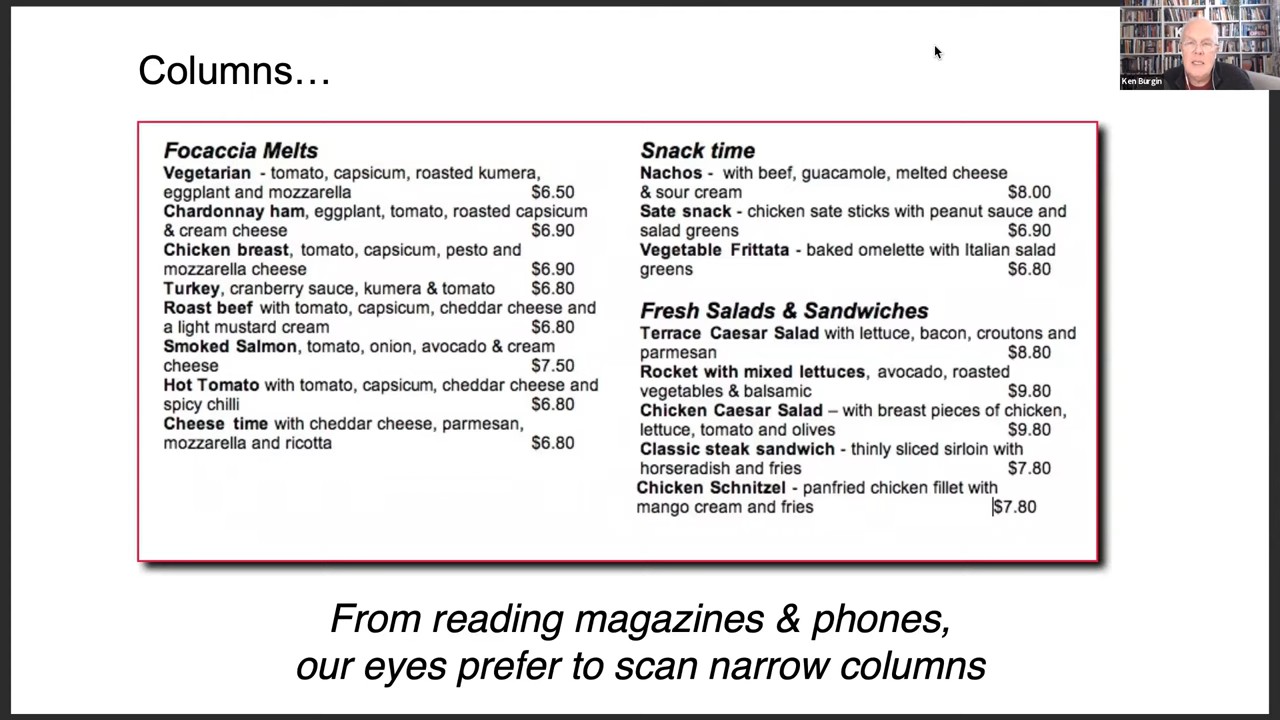 Columns…
Ken Burgin
Focaccia Melts
Vegetarian - tomato, capsicum, roasted kumera,
eggplant and mozzarella $6.50
Chardonnay ham, eggplant, tomato, roasted capsicum
& cream cheese $6.90
Chicken breast, tomato, capsicum, pesto and
mozzarella cheese $6.90
Turkey, cranberry sauce, kumera & tomato $6.80
Roast beef with tomato, capsicum, cheddar cheese and
a light mustard cream $6.80
Smoked Salmon, tomato, onion, avocado & cream
cheese $7.50
Hot Tomato with tomato, capsicum, cheddar cheese and
spicy chilli $6.80
Cheese time with cheddar cheese, parmesan,
mozzarella and ricotta $6.80
Snack time
Nachos - with beef, guacamole, melted cheese
& sour cream $8.00
Sate snack - chicken sate sticks with peanut sauce and
salad greens $6.90
Vegetable Frittata - baked omelette with Italian salad
greens $6.80
Fresh Salads & Sandwiches
Terrace Caesar Salad with lettuce, bacon, croutons and
parmesan $8.80
Rocket with mixed lettuces, avocado, roasted
vegetables & balsamic $9.80
Chicken Caesar Salad – with breast pieces of chicken,
lettuce, tomato and olives $9.80
Classic steak sandwich - thinly sliced sirloin with
horseradish and fries $7.80
Chicken Schnitzel - panfried chicken fillet with
mango cream and fries $7.80
From reading magazines & phones,
our eyes prefer to scan narrow columns